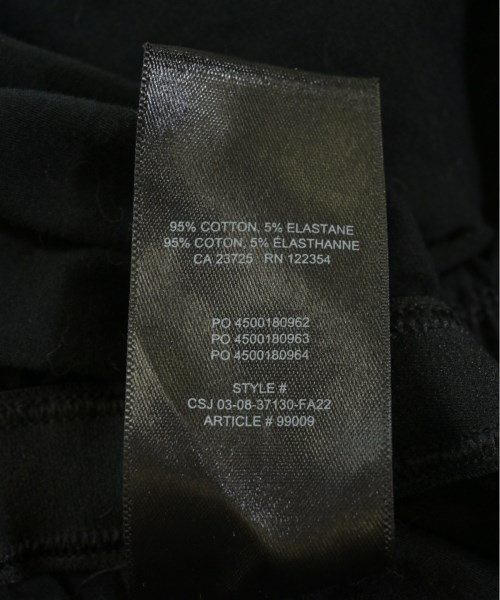 95% COTTON, 5% ELASTANE
95% COTON, 5% ÉLASTHANNE
CA 23725 RN 122354
PO 4500180962
PO 4500180963
PO 4500180964
STYLE #
CSJ 03-08-37130-FA22
ARTICLE # 99009